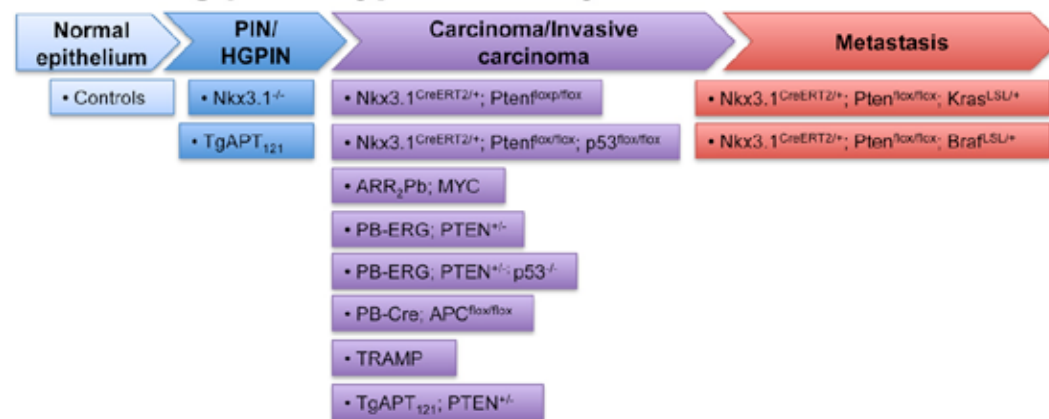 Normal epithelium
PIN/ HGPIN
Carcinoma/Invasive carcinoma
Metastasis
• Controls
• Nkx3.1-/-
• TgAPT121
• Nkx3.1CreERT2/+; Ptenfloxp/flox
• Nkx3.1CreERT2/+; Ptenflox/flox; p53flox/flox
• ARR2Pb; MYC
• PB-ERG; PTEN+/-
• PB-ERG; PTEN+/-; p53-/-
• PB-Cre; APCflox/flox
• TRAMP
• TgAPT121; PTEN+/-
• Nkx3.1CreERT2/+; Ptenflox/flox; KrasLSL/+
• Nkx3.1CreERT2/+; Ptenflox/flox; BrafLSL/+